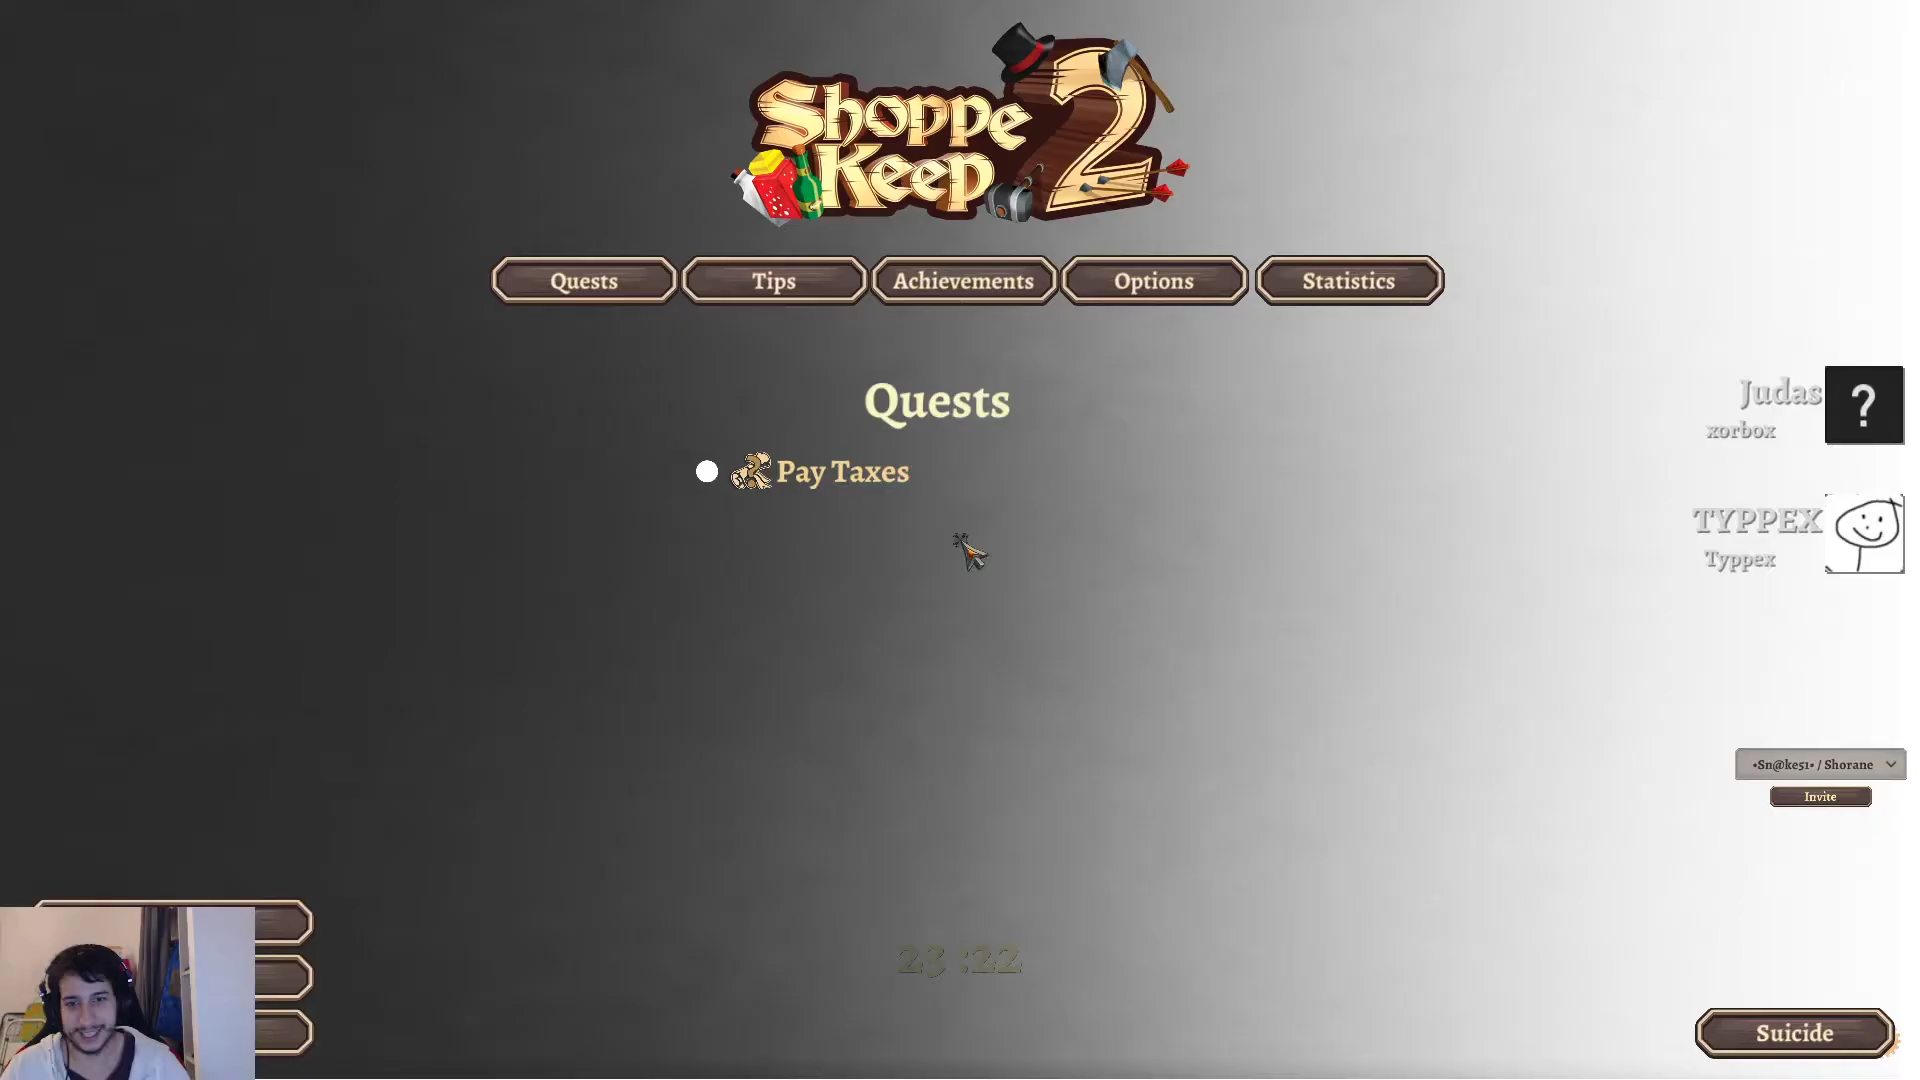 Shoppe
Keep 2
Quests
Tips
Achievements
Options
Statistics
Quests
Pay Taxes
Judas
xorbox
?
TYPPEX
Typpex
•Sn@ke51• / Shorane
Invite
23 :22
Suicide